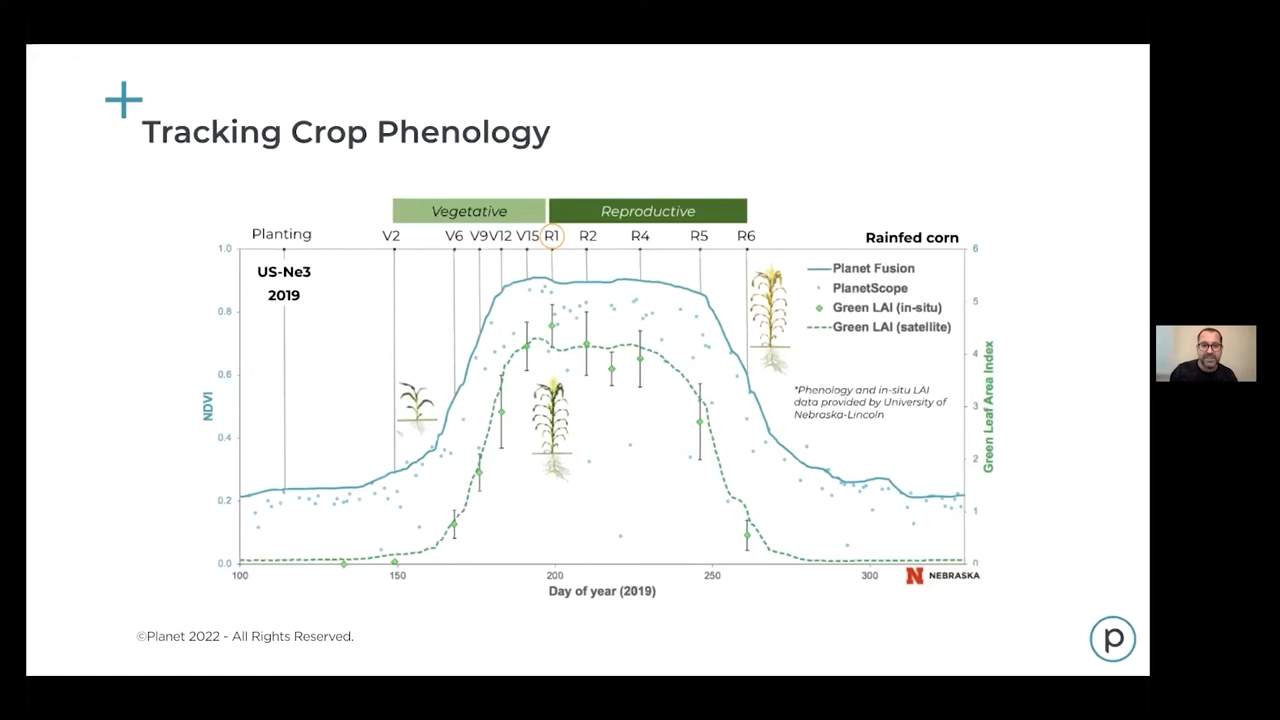 Tracking Crop Phenology
Vegetative
Reproductive
Planting
V2
V6
V9
V12
V15
R1
R2
R4
R5
R6
Rainfed corn
US-Ne3
2019
Planet Fusion
PlanetScope
Green LAI (in-situ)
Green LAI (satellite)
*Phenology and in-situ LAI
data provided by University of
Nebraska-Lincoln
NDVI
1.0
0.8
0.6
0.4
0.2
0.0
Green Leaf Area Index
6
5
4
3
2
1
0
100
150
200
250
300
Day of year (2019)
N NEBRASKA
©Planet 2022 - All Rights Reserved.
p